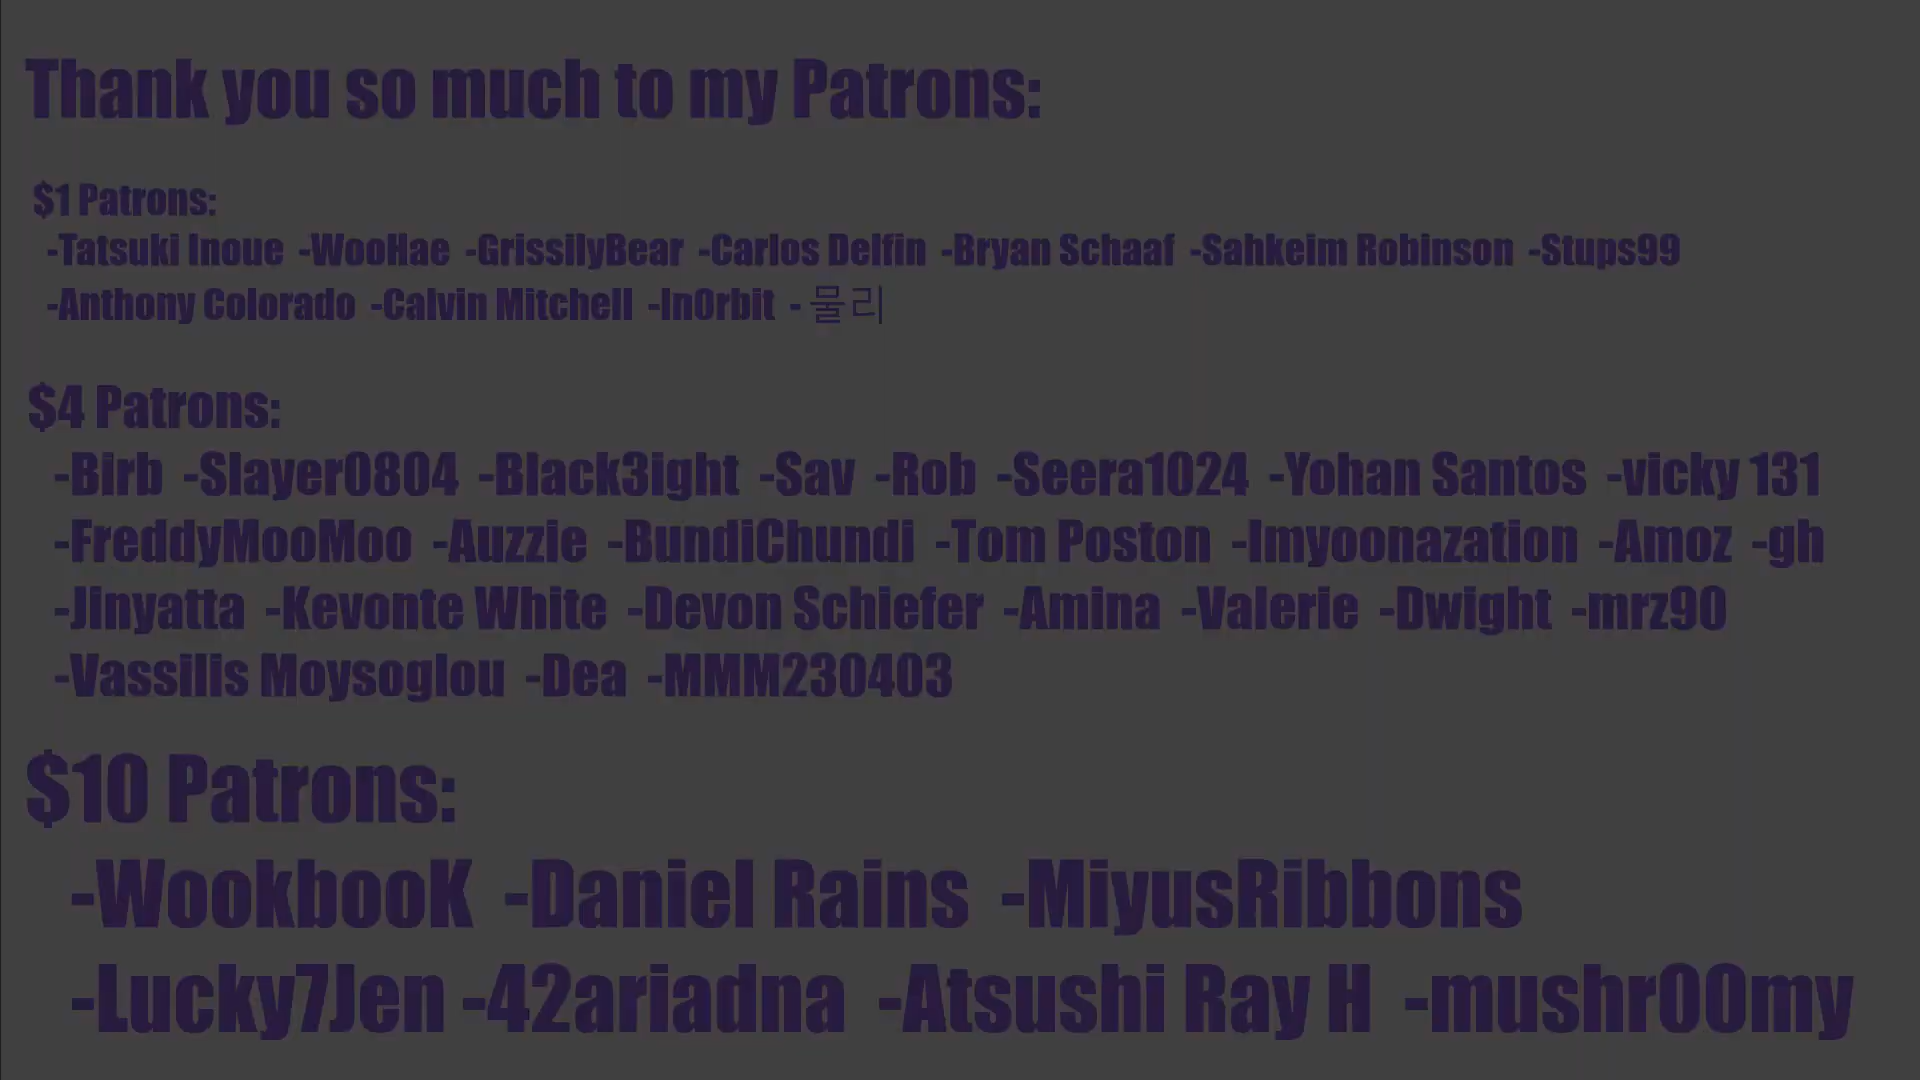 Thank you so much to my Patrons:
$1 Patrons:
-Tatsuki Inoue -WooHae -GrissilyBear -Carlos Delfin -Bryan Schaaf -Sahkeim Robinson -Stups99
-Anthony Colorado -Calvin Mitchell -InOrbit - 물리
$4 Patrons:
-Birb -Slayer0804 -Black3ight -Sav -Rob -Seera1024 -Yohan Santos -vicky 131
-FreddyMooMoo -Auzzie -BundiChundi -Tom Poston -Imyoonazation -Amoz -gh
-Jinyatta -Kevonte White -Devon Schiefer -Amina -Valerie -Dwight -mrz90
-Vassilis Moysoglou -Dea -MMM230403
$10 Patrons:
-WookbooK -Daniel Rains -MiyusRibbons
-Lucky7Jen -42ariadna -Atsushi Ray H -mushr00my